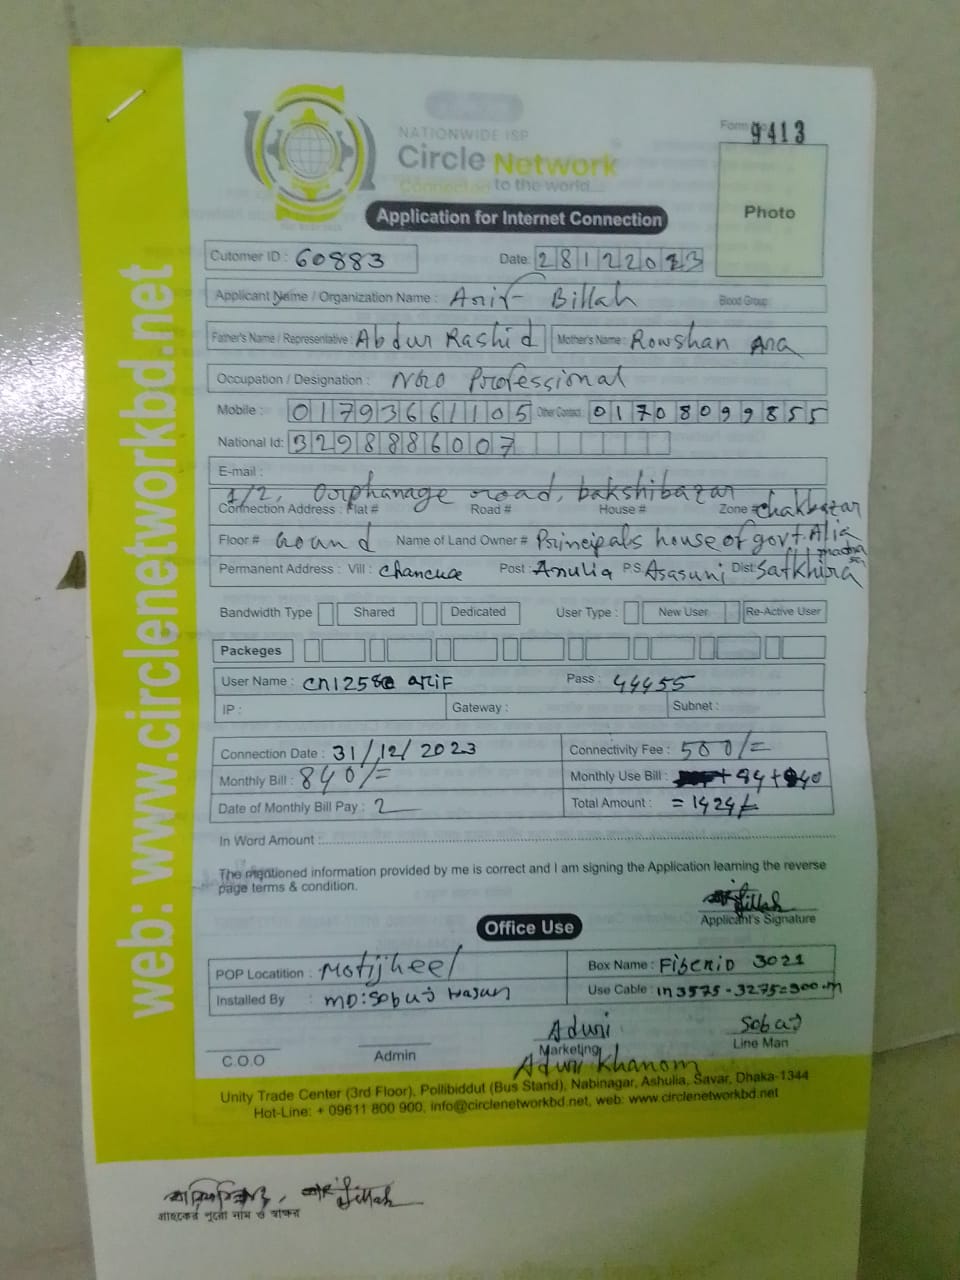 web: www.circlenetworkbd.net
NATIONWIDE ISP
Circle Network
Connected to the world...
Form No 9413
Photo
Application for Internet Connection
Cutomer ID : 60883
Date: 28122023
Applicant Name / Organization Name : Arif Billah
Blood Group
Father's Name / Representative : Abdur Rashid
Mother's Name : Rowshan Ara
Occupation / Designation : NGO Professional
Mobile : 01793661105 Other Contact : 01708099855
National Id: 3298886007
E-mail :
1/2, Oorphanage road, bakshibazar
Connection Address : Flat # Road # House # Zone # chakbazar
Floor # Ground Name of Land Owner # Principals house of govt. Alia
Permanent Address : Vill : Post : Anulia P.S. Asasuni Dist: Satkhira
Bandwidth Type Shared Dedicated User Type : New User Re-Active User
Packeges
User Name : arif Pass : 44455
IP : Gateway : Subnet :
Connection Date : 31/12/2023 Connectivity Fee : 500/=
Monthly Bill : 840/= Monthly Use Bill : + 84 + 840
Date of Monthly Bill Pay : 2 Total Amount : = 1424/=
In Word Amount :
The mentioned information provided by me is correct and I am signing the Application learning the reverse
page terms & condition.
Billah
Applicant's Signature
Office Use
POP Locatition : Motijheel Box Name : 3021
Installed By : MD: Sobuj Hasan Use Cable : in 3575 - 3275 = 300 m
C.O.O Admin Aduri Marketing Sobuj Line Man
Aduri Khanom
Unity Trade Center (3rd Floor), Pollibiddut (Bus Stand), Nabinagar, Ashulia, Savar, Dhaka-1344
Hot-Line: + 09611 800 900, info@circlenetworkbd.net, web: www.circlenetworkbd.net
Billah
গ্রাহকের পুরো নাম ও স্বাক্ষর